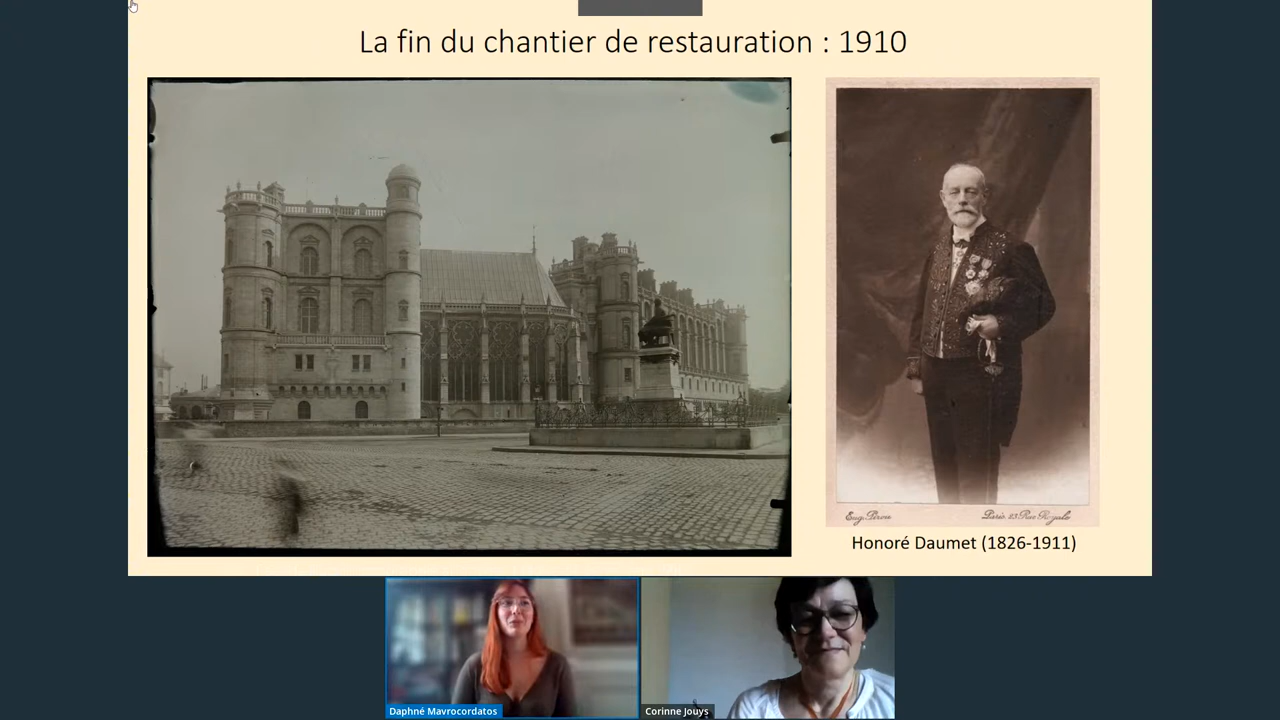 La fin du chantier de restauration : 1910
Eug. Pirou
Paris. 23 Rue Royale
Honoré Daumet (1826-1911)
Daphné Mavrocordatos
Corinne Jouys